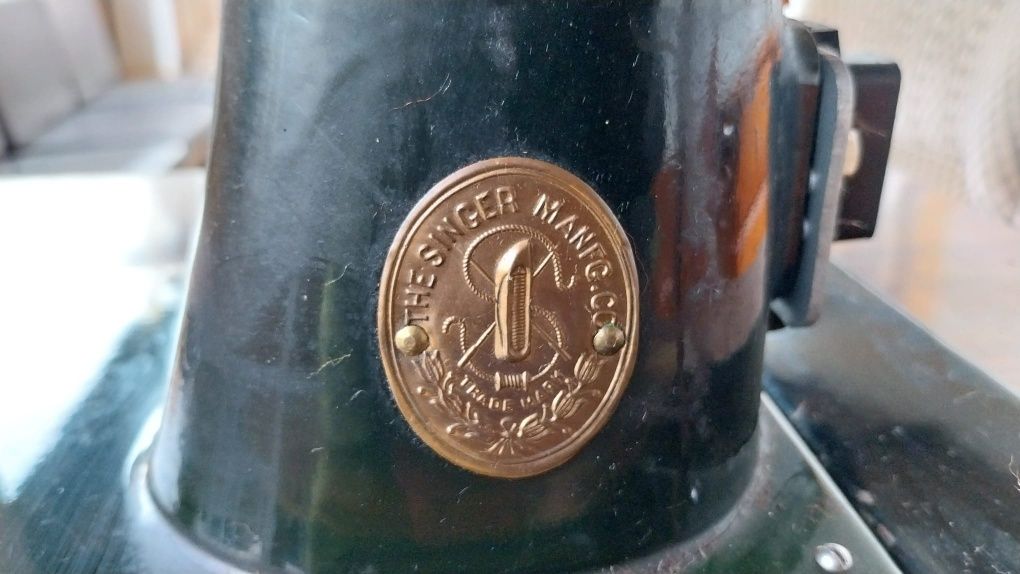 THE SINGER MANFG. CO
TRADE MARK